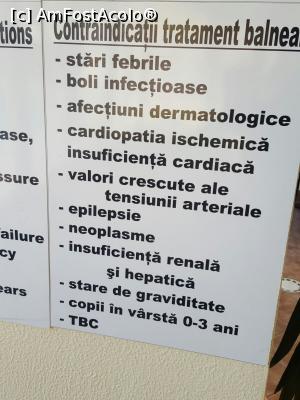 [c] AmFostAcolo®
tions
Contraindicații tratament balnear
- stări febrile
- boli infecțioase
- afecțiuni dermatologice
ase,
- cardiopatia ischemică
insuficiență cardiacă
ssure
- valori crescute ale
tensiunii arteriale
- epilepsie
- neoplasme
failure
- insuficiență renală
cy
și hepatică
- stare de graviditate
ears
- copii în vârstă 0-3 ani
- TBC